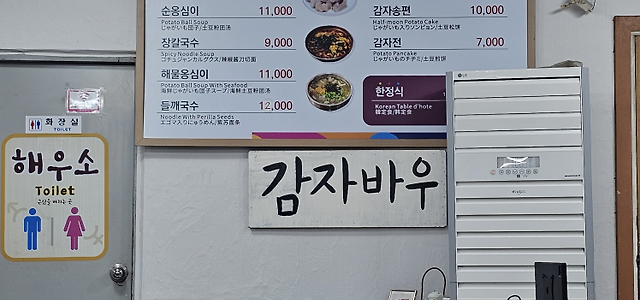 순옹심이 11,000
Potato Ball Soup
じゃがいも団子/土豆粉団汤
장칼국수 9,000
Spicy Noodle Soup
コチュジャンカルグクス/辣椒酱刀切面
해물옹심이 11,000
Potato Ball Soup With Seafood
海鮮じゃがいも団子スープ/海鲜土豆粉团汤
들깨국수 12,000
Noodle With Perilla Seeds
エゴマ入りにゅうめん/紫苏面条
감자송편 10,000
Half-moon Potato Cake
じゃがいも入りソンピョン/土豆松饼
감자전 7,000
Potato Pancake
じゃがいものチヂミ/土豆煎饼
한정식
Korean Table d'hote
韓定食/韩定食
화장실
TOILET
해우소
Toilet
근심을 버리는 곳
감자바우
LG